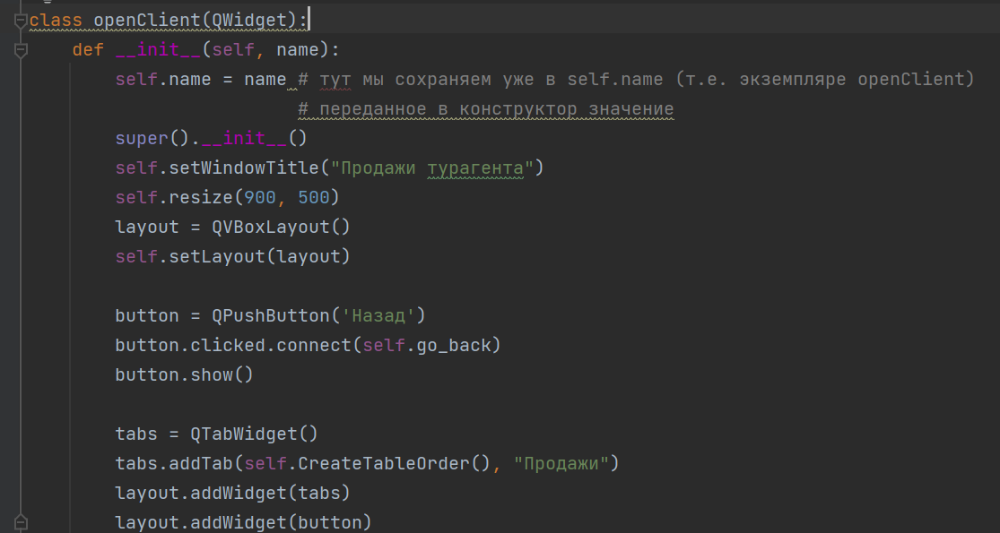 class openClient(QWidget):
    def __init__(self, name):
        self.name = name # тут мы сохраняем уже в self.name (т.е. экземпляре openClient)
                         # переданное в конструктор значение
        super().__init__()
        self.setWindowTitle("Продажи турагента")
        self.resize(900, 500)
        layout = QVBoxLayout()
        self.setLayout(layout)

        button = QPushButton('Назад')
        button.clicked.connect(self.go_back)
        button.show()

        tabs = QTabWidget()
        tabs.addTab(self.CreateTableOrder(), "Продажи")
        layout.addWidget(tabs)
        layout.addWidget(button)